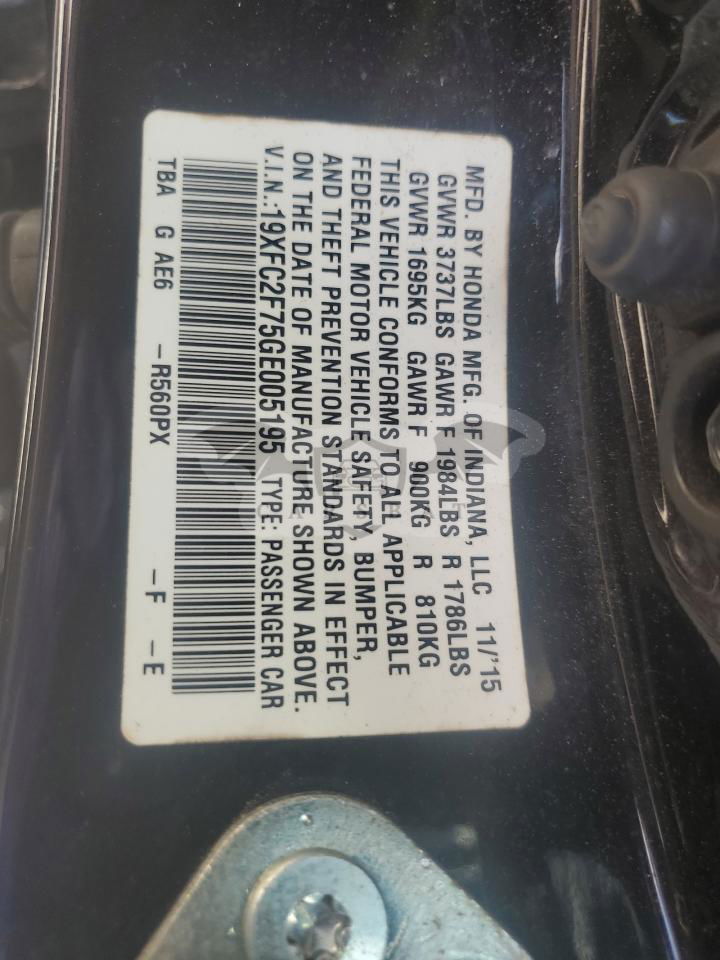 MFD. BY HONDA MFG. OF INDIANA, LLC 11/'15
GVWR 3737LBS GAWR F 1984LBS R 1786LBS
GVWR 1695KG GAWR F 900KG R 810KG
THIS VEHICLE CONFORMS TO ALL APPLICABLE
FEDERAL MOTOR VEHICLE SAFETY, BUMPER,
AND THEFT PREVENTION STANDARDS IN EFFECT
ON THE DATE OF MANUFACTURE SHOWN ABOVE.
V.I.N.:19XFC2F75GE005195 TYPE: PASSENGER CAR
TBA G AE6 -R560PX -F -E